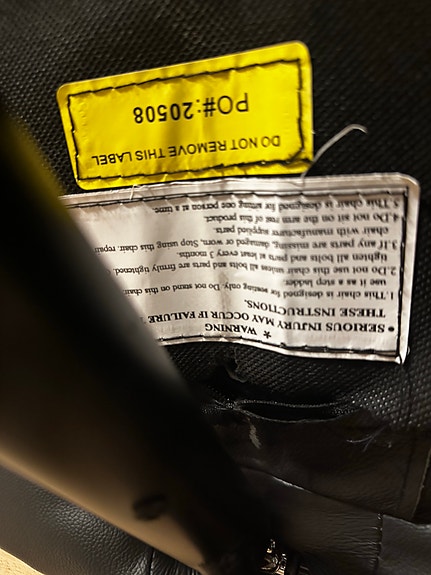 DO NOT REMOVE THIS LABEL
PO#:20508
★ WARNING
• SERIOUS INJURY MAY OCCUR IF FAILURE
THESE INSTRUCTIONS.
1.This chair is designed for seating only. Do not stand on this chair
use it as a step ladder.
2.Do not use this chair unless all bolts and parts are firmly tightened.
tighten all bolts and parts at least every 3 months.
If any parts are missing, damaged or worn, Stop using this chair, repair
chair with manufacturer supplied parts.
Do not sit on the arm rest of this product.
5.This chair is designed for sitting one person at a time.